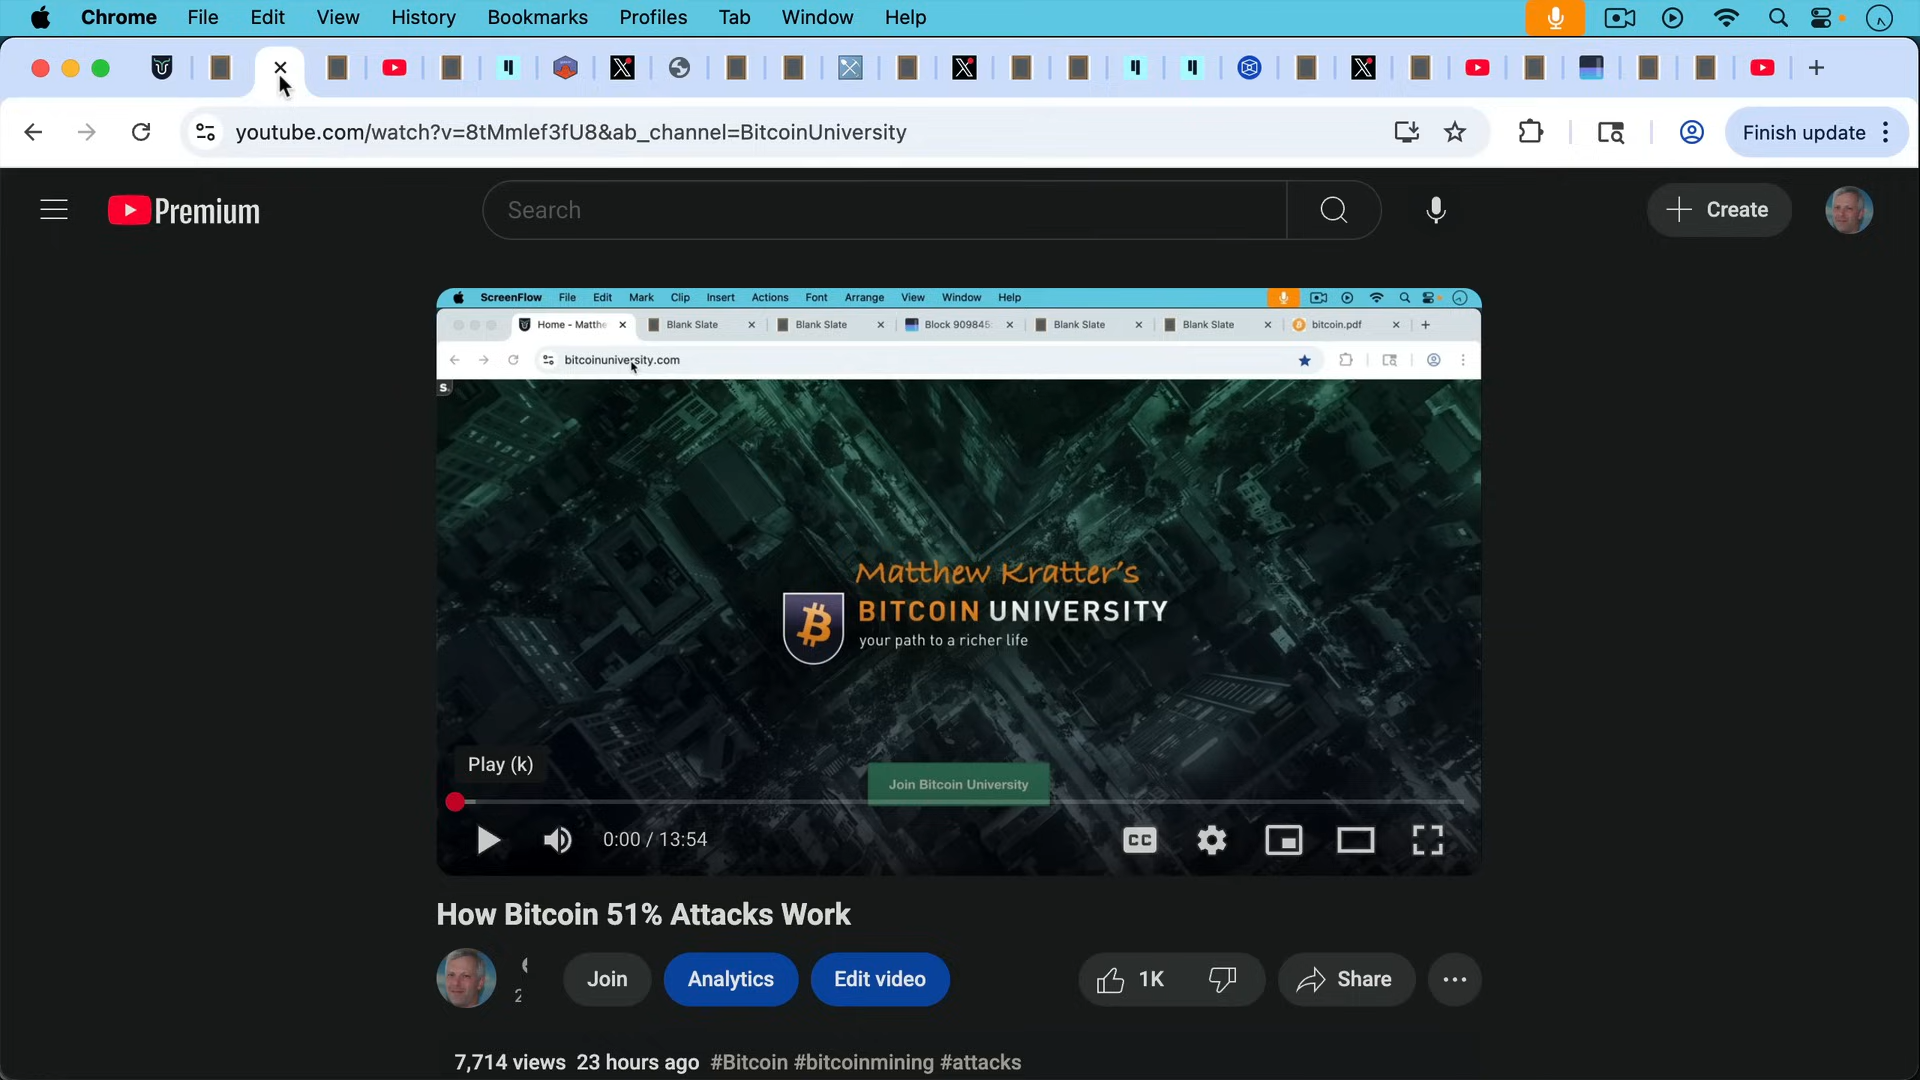 Chrome File Edit View History Bookmarks Profiles Tab Window Help
youtube.com/watch?v=8tMmlef3fU8&ab_channel=BitcoinUniversity
Finish update
Premium
Search
Create
ScreenFlow File Edit Mark Clip Insert Actions Font Arrange View Window Help
Home - Matthe Blank Slate Blank Slate Block 909845 Blank Slate Blank Slate bitcoin.pdf
bitcoinuniversity.com
S.
Matthew Kratter's
BITCOIN UNIVERSITY
your path to a richer life
Play (k)
Join Bitcoin University
0:00 / 13:54
CC
How Bitcoin 51% Attacks Work
Join Analytics Edit video 1K Share
7,714 views 23 hours ago #Bitcoin #bitcoinmining #attacks